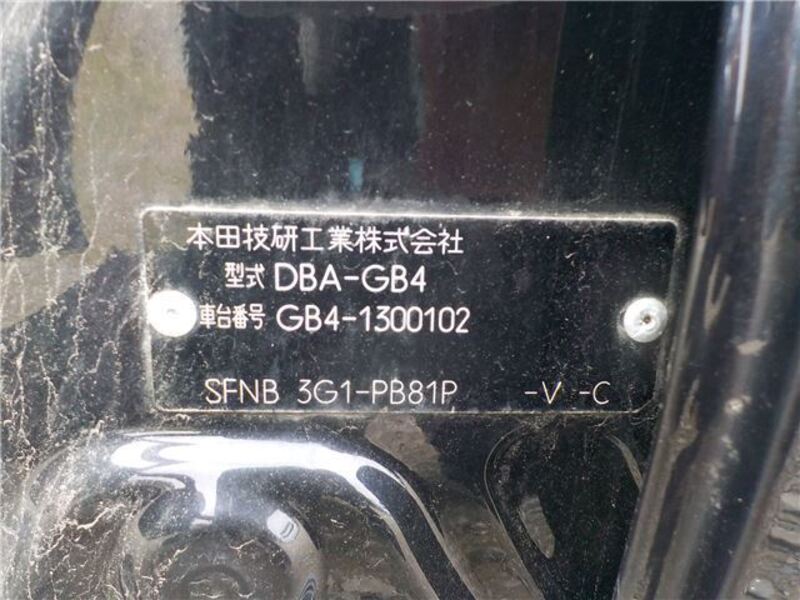 本田技研工業株式会社
型式 DBA-GB4
車台番号 GB4-1300102
SFNB 3G1-PB81P -V -C